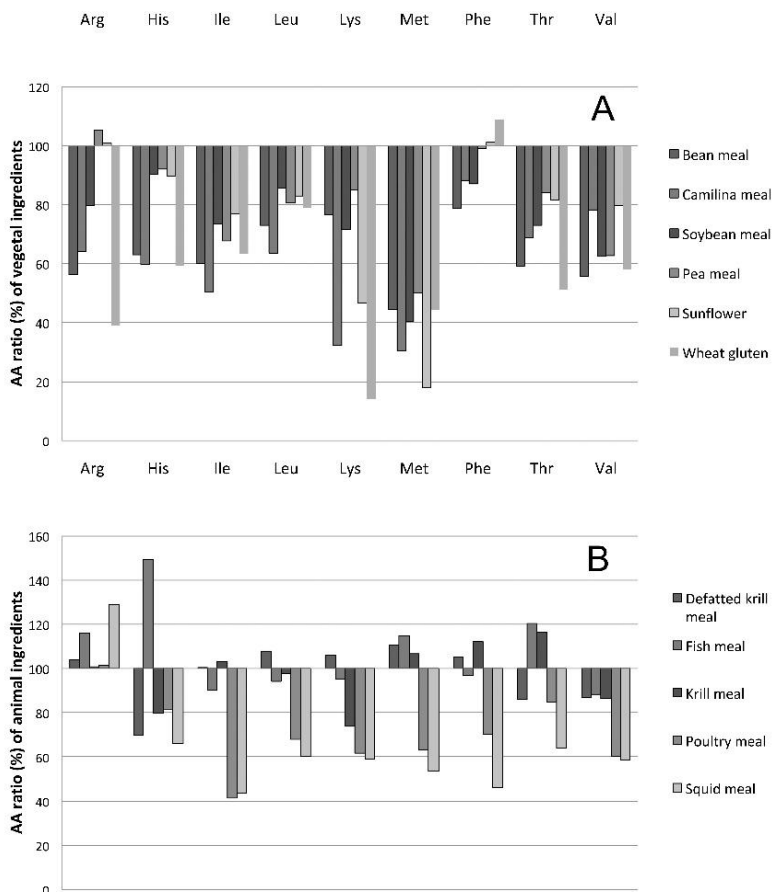 Arg His Ile Leu Lys Met Phe Thr Val
A
AA ratio (%) of vegetal ingredients
120
100
80
60
40
20
0
Bean meal
Camilina meal
Soybean meal
Pea meal
Sunflower
Wheat gluten
Arg His Ile Leu Lys Met Phe Thr Val
B
AA ratio (%) of animal ingredients
160
140
120
100
80
60
40
20
0
Defatted krill
meal
Fish meal
Krill meal
Poultry meal
Squid meal